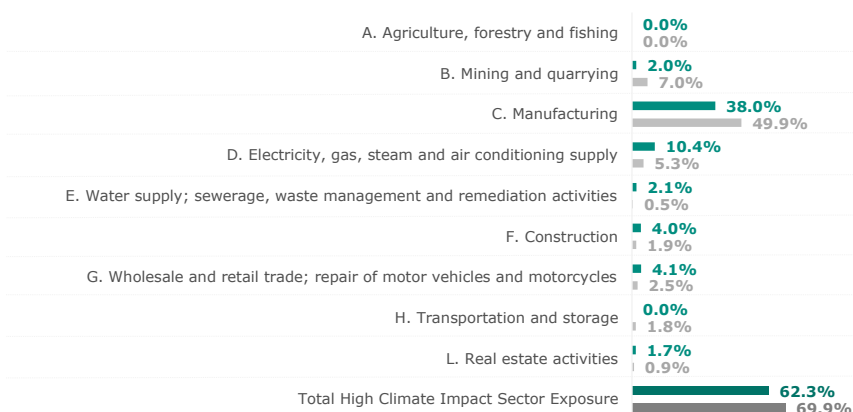 A. Agriculture, forestry and fishing
0.0%
0.0%
B. Mining and quarrying
2.0%
7.0%
C. Manufacturing
38.0%
49.9%
D. Electricity, gas, steam and air conditioning supply
10.4%
5.3%
E. Water supply; sewerage, waste management and remediation activities
2.1%
0.5%
F. Construction
4.0%
1.9%
G. Wholesale and retail trade; repair of motor vehicles and motorcycles
4.1%
2.5%
H. Transportation and storage
0.0%
1.8%
L. Real estate activities
1.7%
0.9%
Total High Climate Impact Sector Exposure
62.3%
69.9%